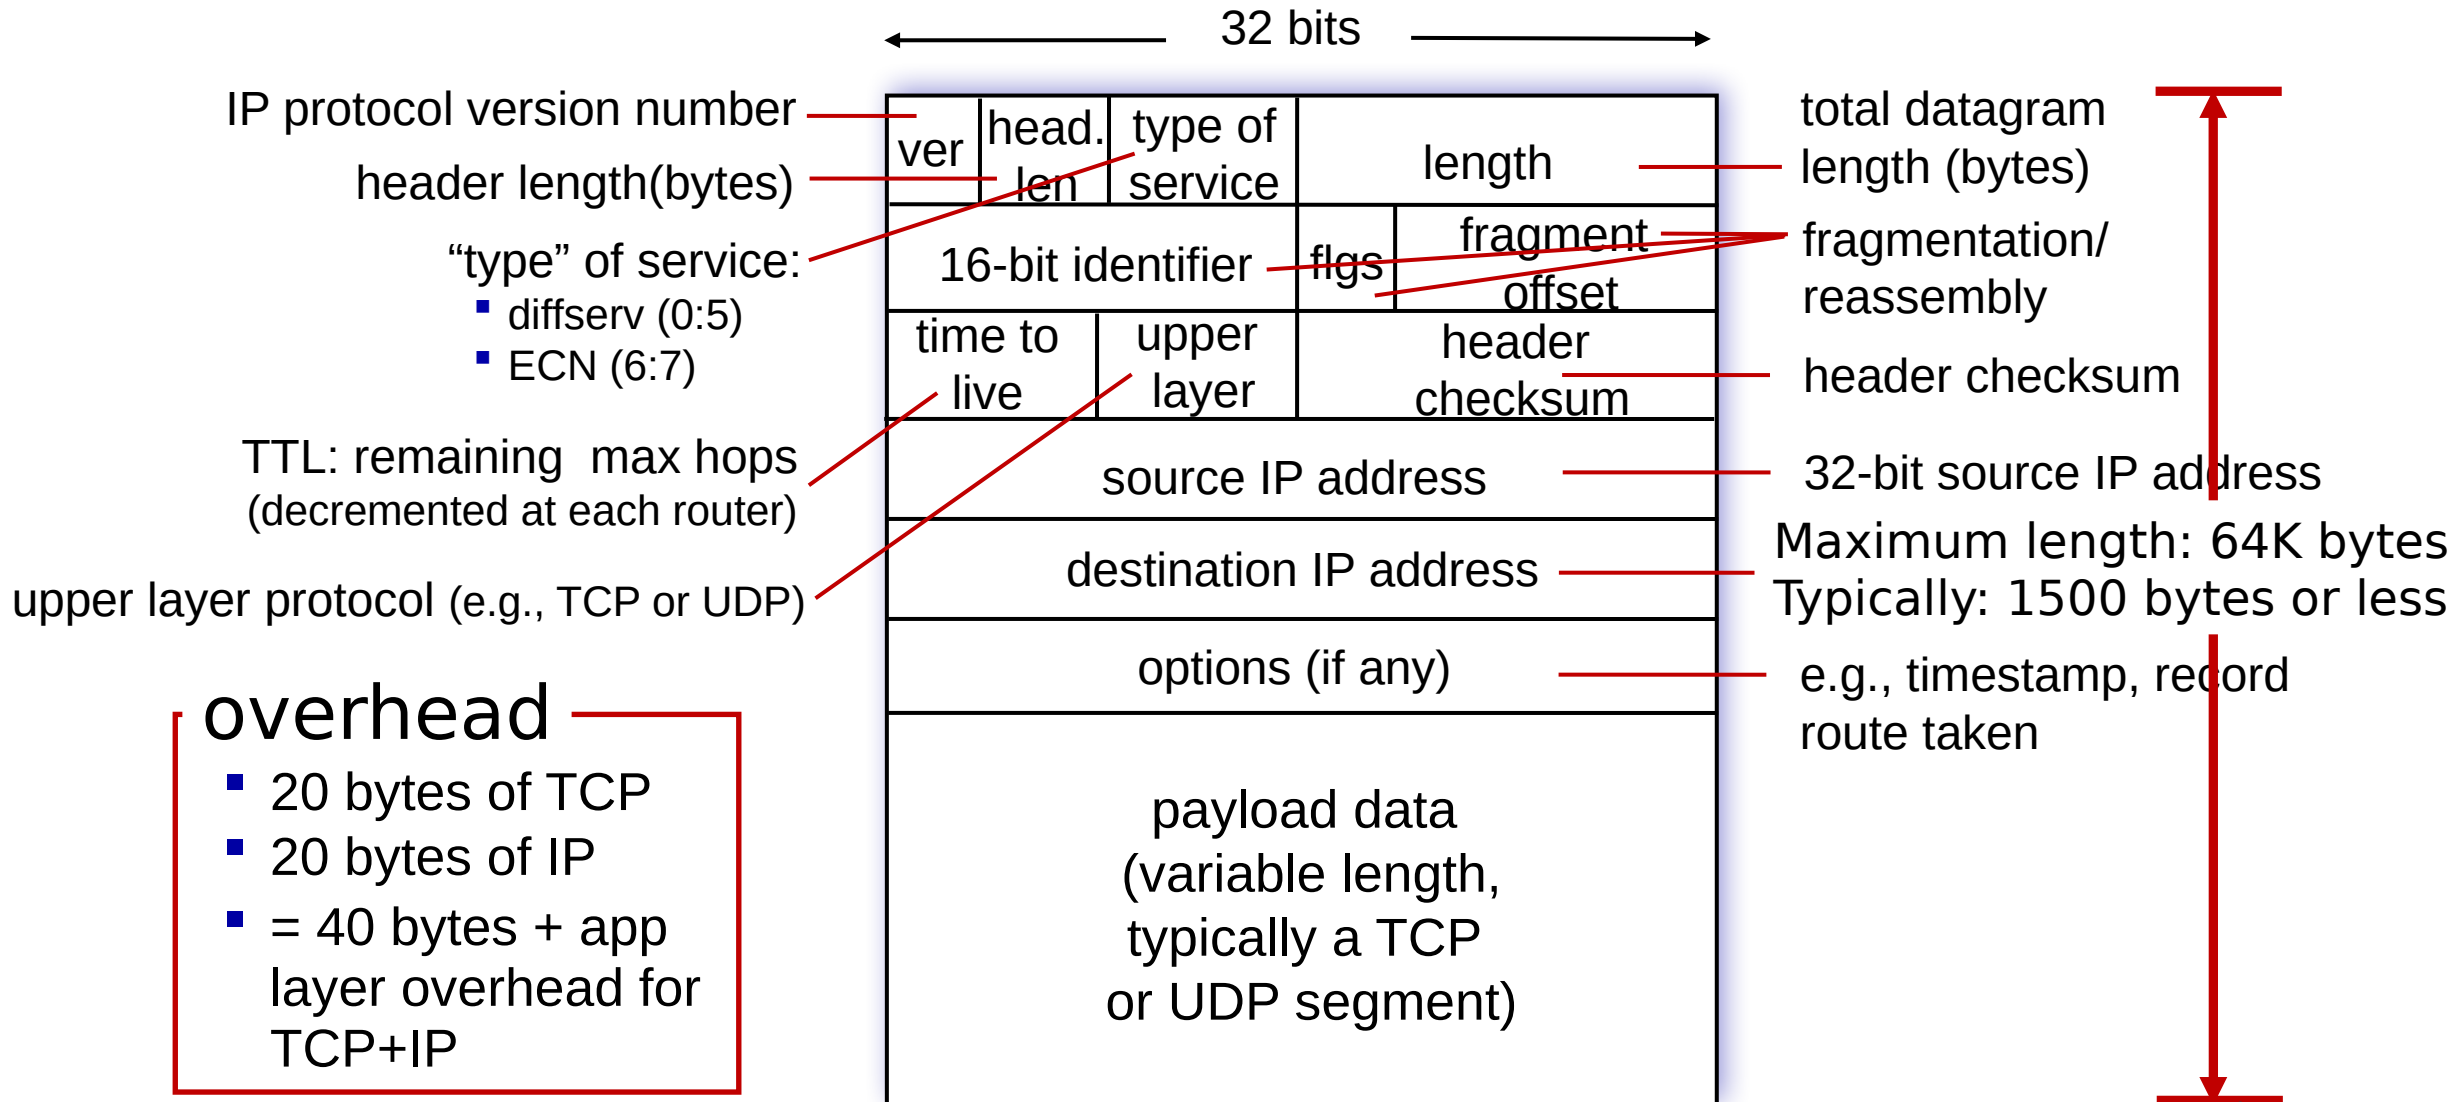 32 bits
IP protocol version number
header length(bytes)
“type” of service:
diffserv (0:5)
ECN (6:7)
TTL: remaining  max hops
(decremented at each router)
upper layer protocol (e.g., TCP or UDP)
overhead
20 bytes of TCP
20 bytes of IP
= 40 bytes + app
layer overhead for
TCP+IP
ver
head.
len
type of
service
length
16-bit identifier
flgs
fragment
offset
time to
live
upper
layer
header
checksum
source IP address
destination IP address
options (if any)
payload data
(variable length,
typically a TCP
or UDP segment)
total datagram
length (bytes)
fragmentation/
reassembly
header checksum
32-bit source IP address
Maximum length: 64K bytes
Typically: 1500 bytes or less
e.g., timestamp, record
route taken